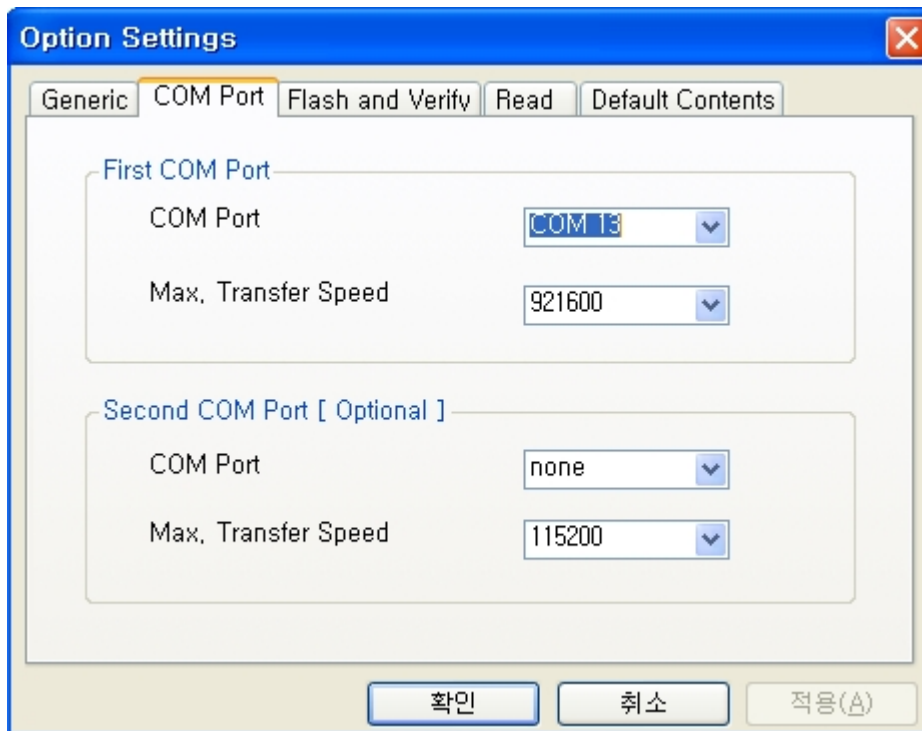 Option Settings
Generic COM Port Flash and Verify Read Default Contents
First COM Port
COM Port COM 13
Max, Transfer Speed 921600
Second COM Port [ Optional ]
COM Port none
Max, Transfer Speed 115200
확인 취소 적용(A)